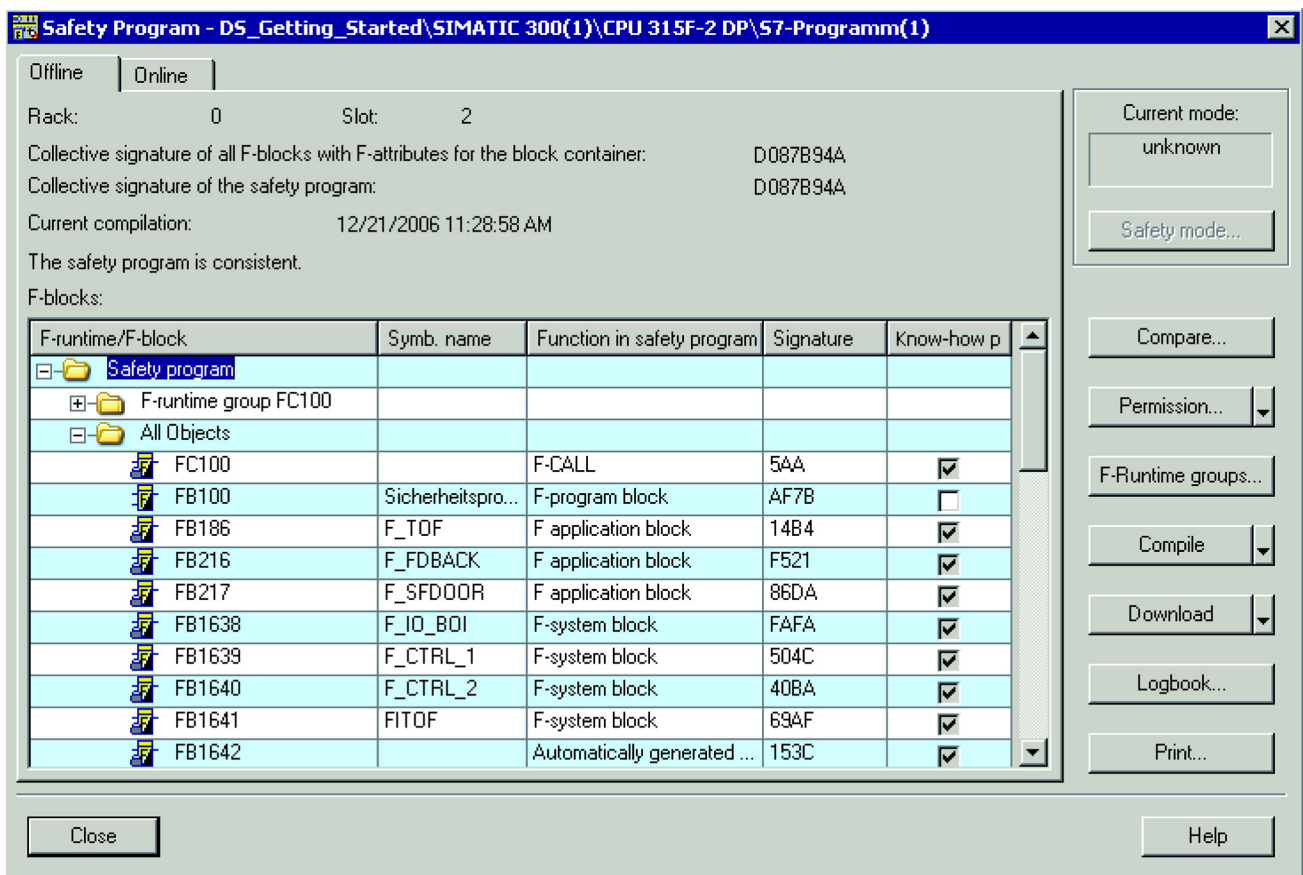 Safety Program - DS_Getting_Started\SIMATIC 300(1)\CPU 315F-2 DP\S7-Programm(1)
Offline Online
Rack: 0 Slot: 2
Collective signature of all F-blocks with F-attributes for the block container: D087B94A
Collective signature of the safety program: D087B94A
Current compilation: 12/21/2006 11:28:58 AM
The safety program is consistent.
F-blocks:
F-runtime/F-block Symb. name Function in safety program Signature Know-how p
Safety program
F-runtime group FC100
All Objects
FC100 F-CALL 5AA
FB100 Sicherheitspro... F-program block AF7B
FB186 F_TOF F application block 14B4
FB216 F_FDBACK F application block F521
FB217 F_SFDOOR F application block 86DA
FB1638 F_IO_BOI F-system block FAFA
FB1639 F_CTRL_1 F-system block 504C
FB1640 F_CTRL_2 F-system block 40BA
FB1641 FITOF F-system block 69AF
FB1642 Automatically generated ... 153C
Current mode:
unknown
Safety mode...
Compare...
Permission...
F-Runtime groups...
Compile
Download
Logbook...
Print...
Close Help